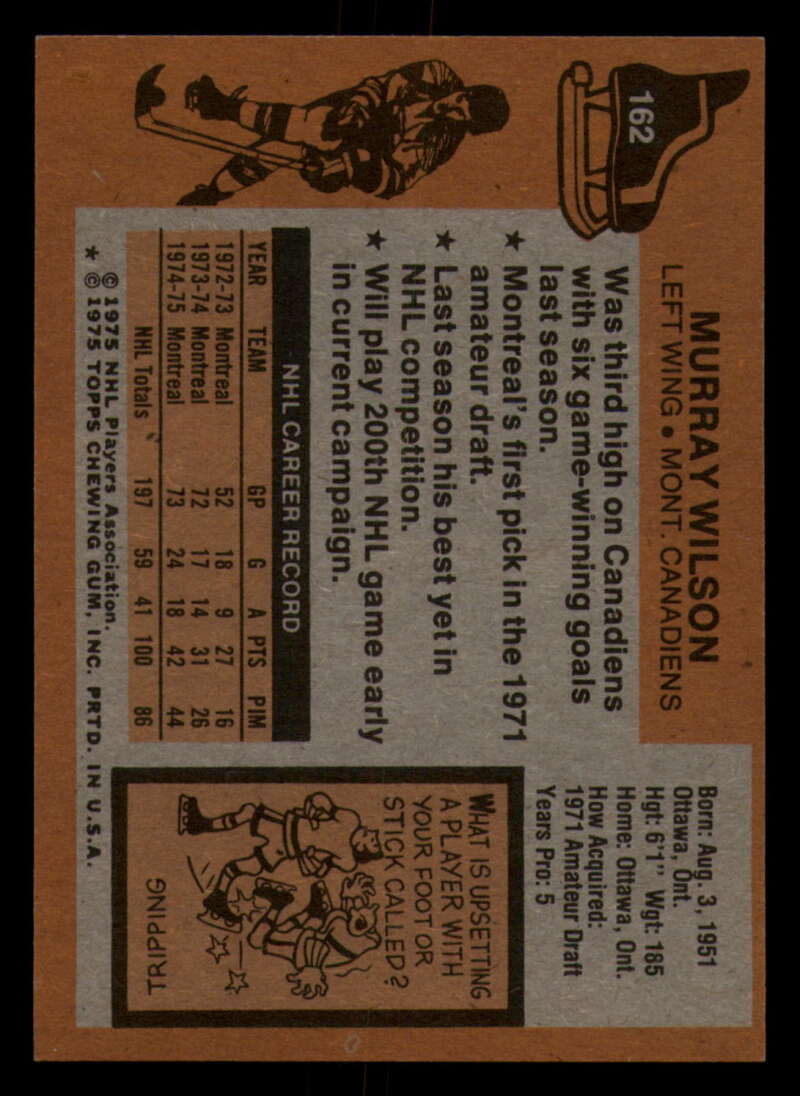 162
MURRAY WILSON
LEFT WING • MONT. CANADIENS
Was third high on Canadiens
with six game-winning goals
last season.
★ Montreal's first pick in the 1971
amateur draft.
★ Last season his best yet in
NHL competition.
★ Will play 200th NHL game early
in current campaign.
NHL CAREER RECORD
YEAR TEAM GP G A PTS PIM
1972-73 Montreal 52 18 9 27 16
1973-74 Montreal 72 17 14 31 26
1974-75 Montreal 73 24 18 42 44
NHL Totals 197 59 41 100 86
© 1975 NHL Players Association.
★ © 1975 TOPPS CHEWING GUM, INC. PRTD. IN U.S.A.
Born: Aug. 3, 1951
Ottawa, Ont.
Hgt: 6'1" Wgt: 185
Home: Ottawa, Ont.
How Acquired:
1971 Amateur Draft
Years Pro: 5
WHAT IS UPSETTING
A PLAYER WITH
YOUR FOOT OR
STICK CALLED?
TRIPPING